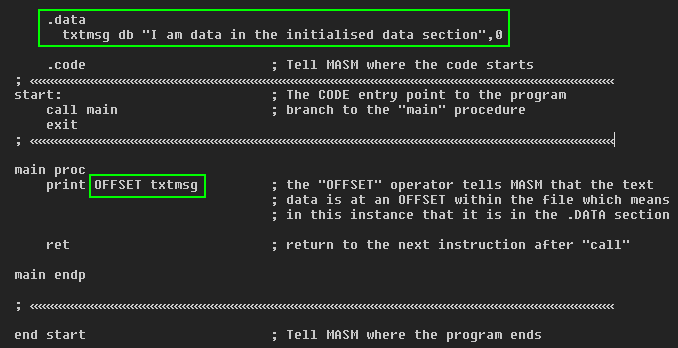 .data
txtmsg db "I am data in the initialised data section",0
.code ; Tell MASM where the code starts
; «««««««««««««««««««««««««««««««««««««««««««««««««««««««««««««««««««««««««
start: ; The CODE entry point to the program
call main ; branch to the "main" procedure
exit
; «««««««««««««««««««««««««««««««««««««««««««««««««««««««««««««««««««««««««
main proc
print OFFSET txtmsg ; the "OFFSET" operator tells MASM that the text
; data is at an OFFSET within the file which means
; in this instance that it is in the .DATA section
ret ; return to the next instruction after "call"
main endp
; «««««««««««««««««««««««««««««««««««««««««««««««««««««««««««««««««««««««««
end start ; Tell MASM where the program ends